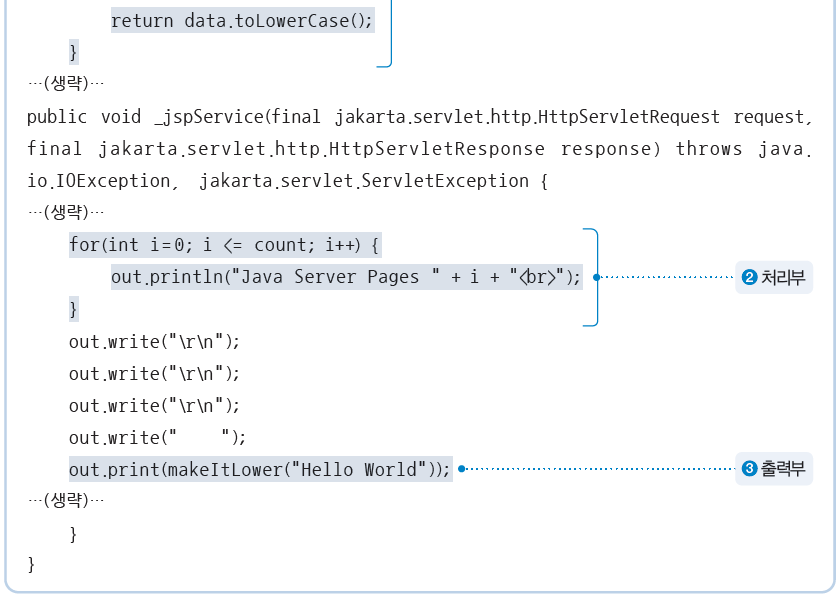 return data.toLowerCase();
}
…(생략)…
public void _jspService(final jakarta.servlet.http.HttpServletRequest request,
final jakarta.servlet.http.HttpServletResponse response) throws java.
io.IOException, jakarta.servlet.ServletException {
…(생략)…
for(int i=0; i <= count; i++) {
out.println("Java Server Pages " + i + "<br>");
❷ 처리부
}
out.write("\r\n");
out.write("\r\n");
out.write("\r\n");
out.write("    ");
out.print(makeItLower("Hello World"));
❸ 출력부
…(생략)…
}
}